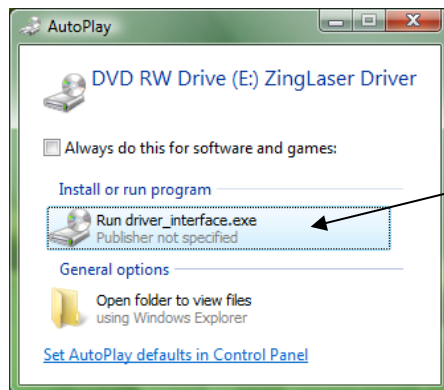 AutoPlay
DVD RW Drive (E:) ZingLaser Driver
Always do this for software and games:
Install or run program
Run driver_interface.exe
Publisher not specified
General options
Open folder to view files
using Windows Explorer
Set AutoPlay defaults in Control Panel